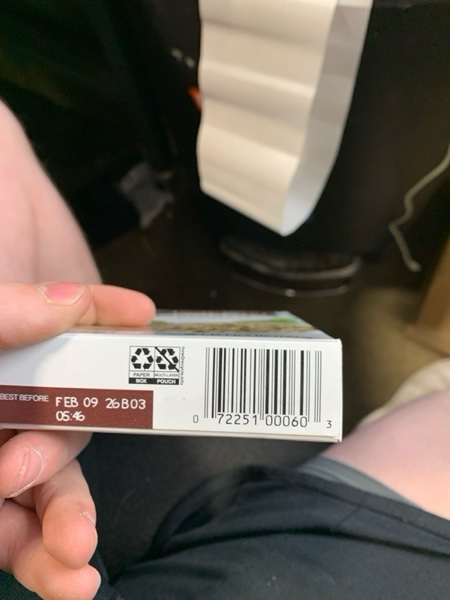 PAPER
BOX
MULTI-LAYER
POUCH
BEST BEFORE
FEB 09 26B03
05:46
0 72251 00060 3